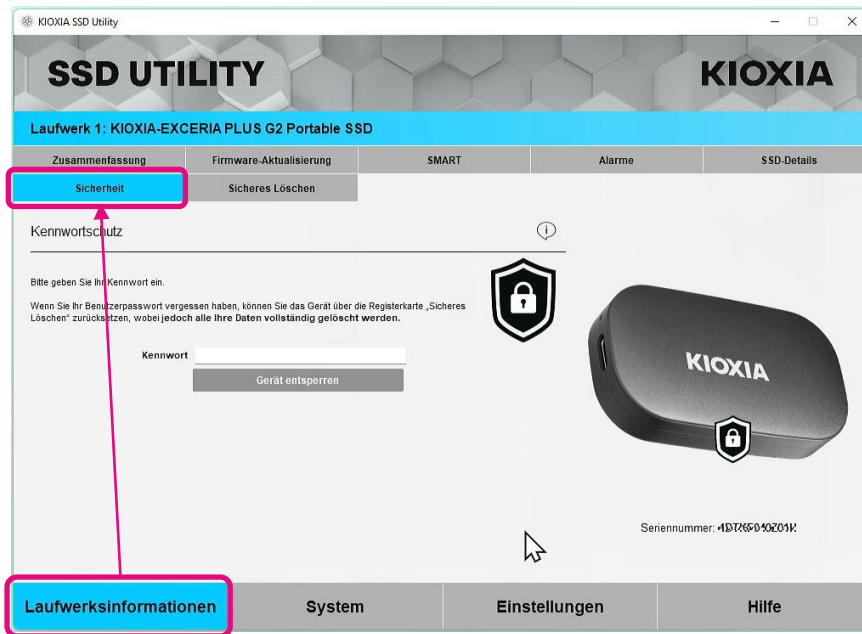 KIOXIA SSD Utility
SSD UTILITY
KIOXIA
Laufwerk 1: KIOXIA-EXCERIA PLUS G2 Portable SSD
Zusammenfassung
Firmware-Aktualisierung
SMART
Alarme
SSD-Details
Sicherheit
Sicheres Löschen
Kennwortschutz
Bitte geben Sie Ihr Kennwort ein.
Wenn Sie Ihr Benutzerpasswort vergessen haben, können Sie das Gerät über die Registerkarte „Sicheres
Löschen" zurücksetzen, wobei jedoch alle Ihre Daten vollständig gelöscht werden.
Kennwort
Gerät entsperren
KIOXIA
Seriennummer:
Laufwerksinformationen
System
Einstellungen
Hilfe